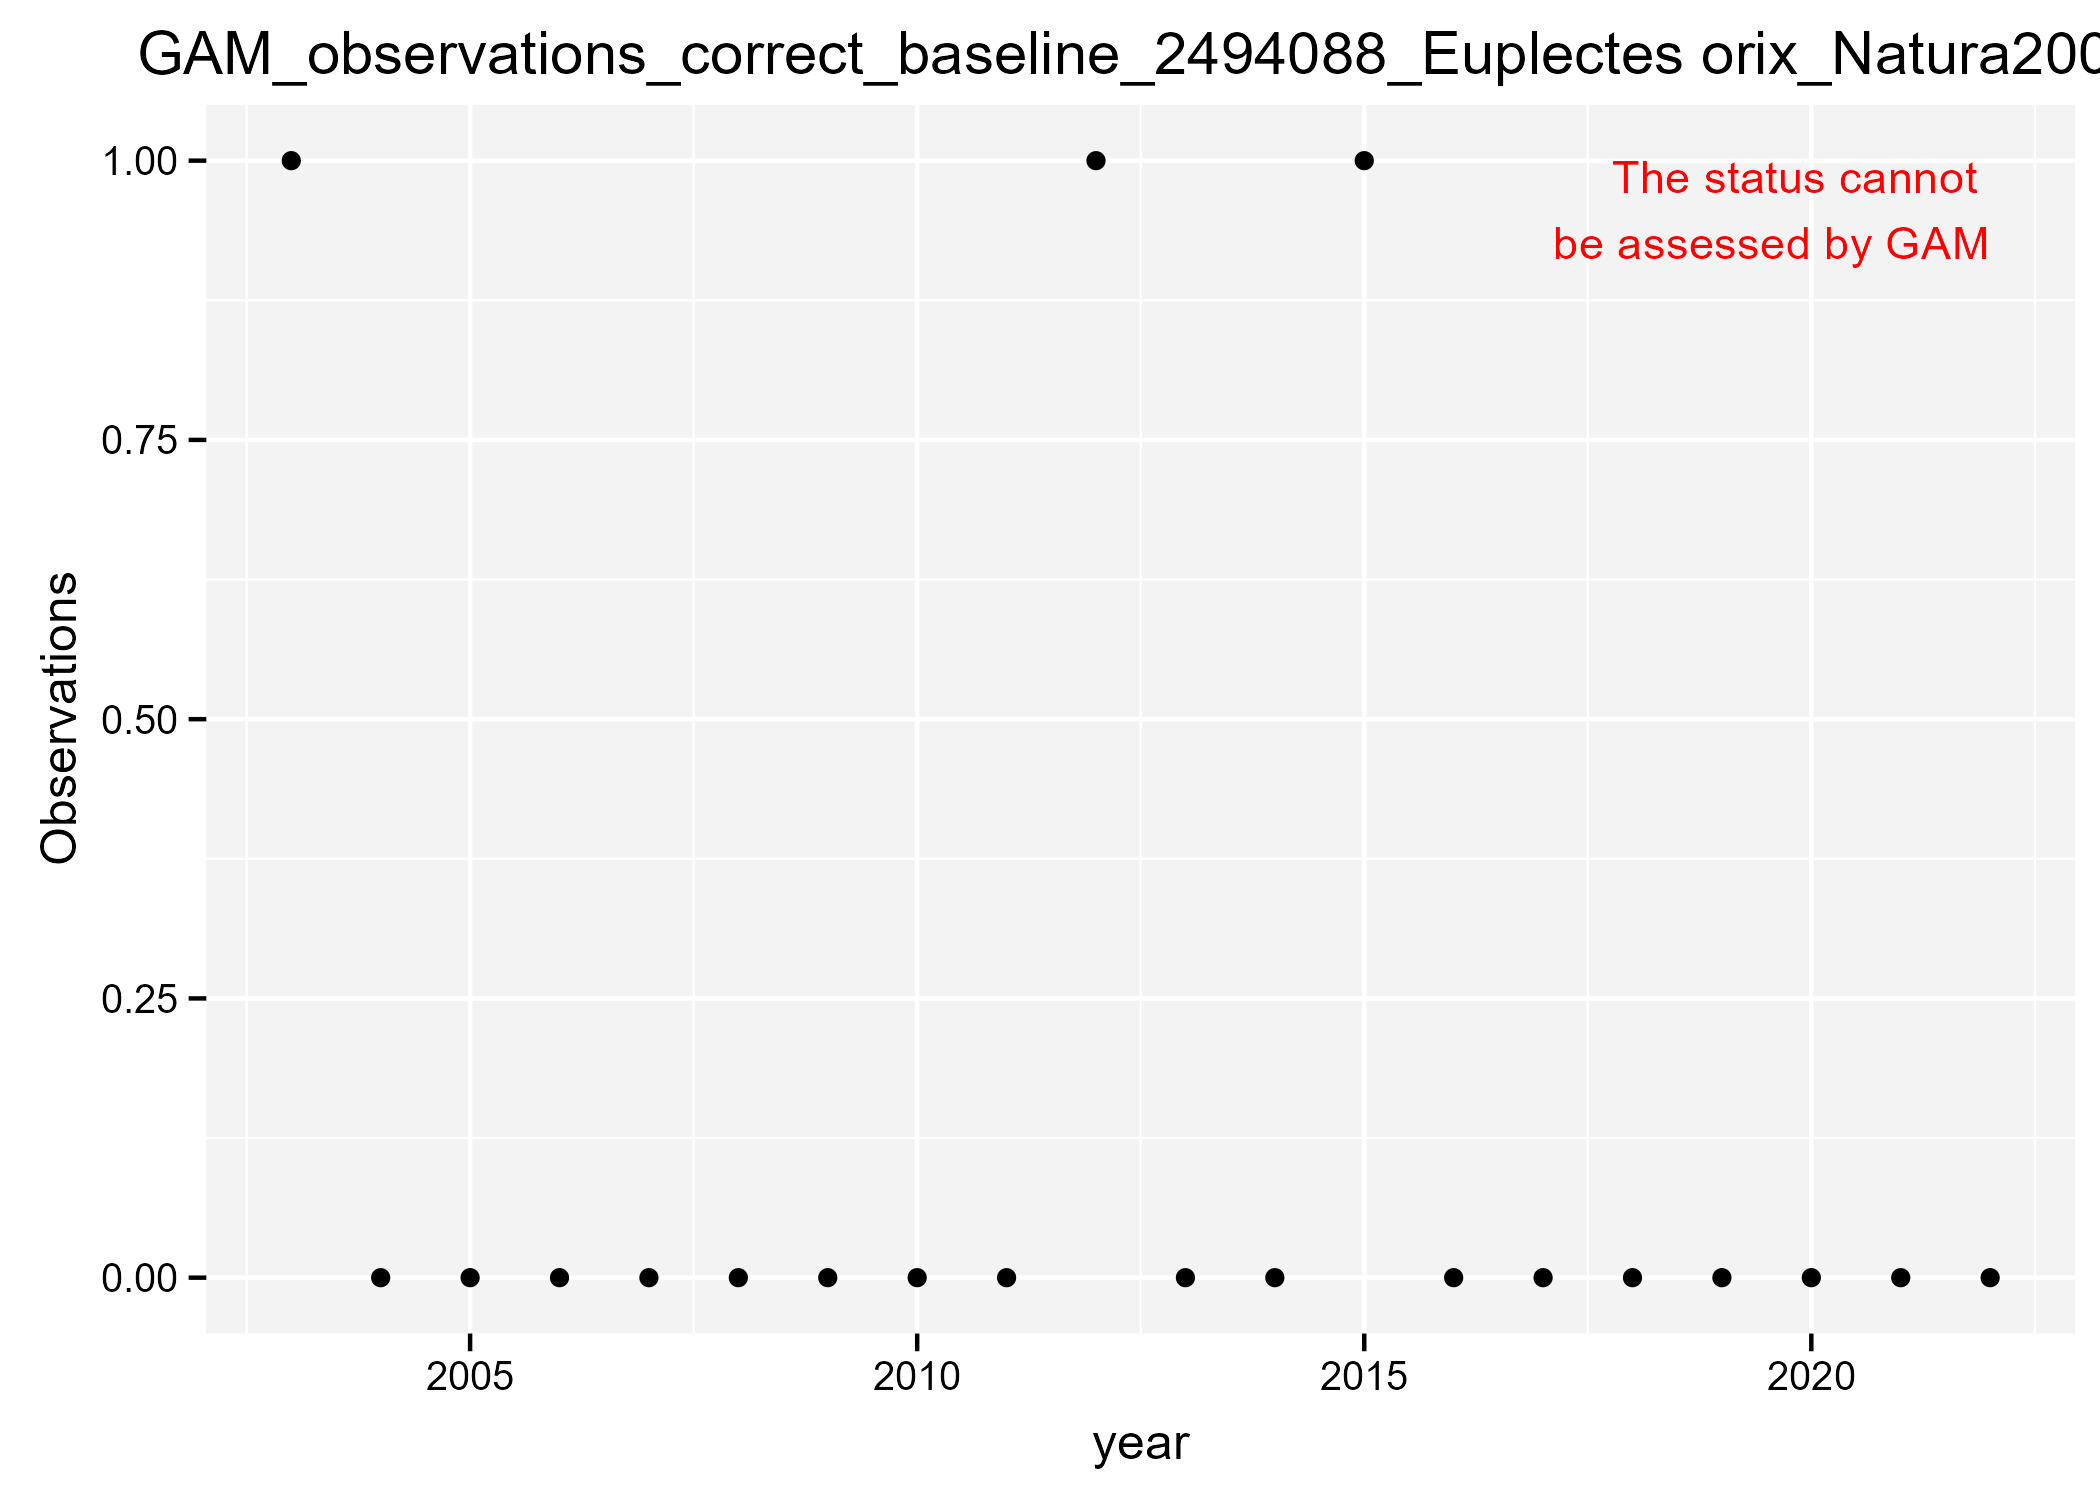 GAM_observations_correct_baseline_2494088_Euplectes orix_Natura200
The status cannot
be assessed by GAM
1.00
0.75
0.50
0.25
0.00
Observations
2005 2010 2015 2020
year